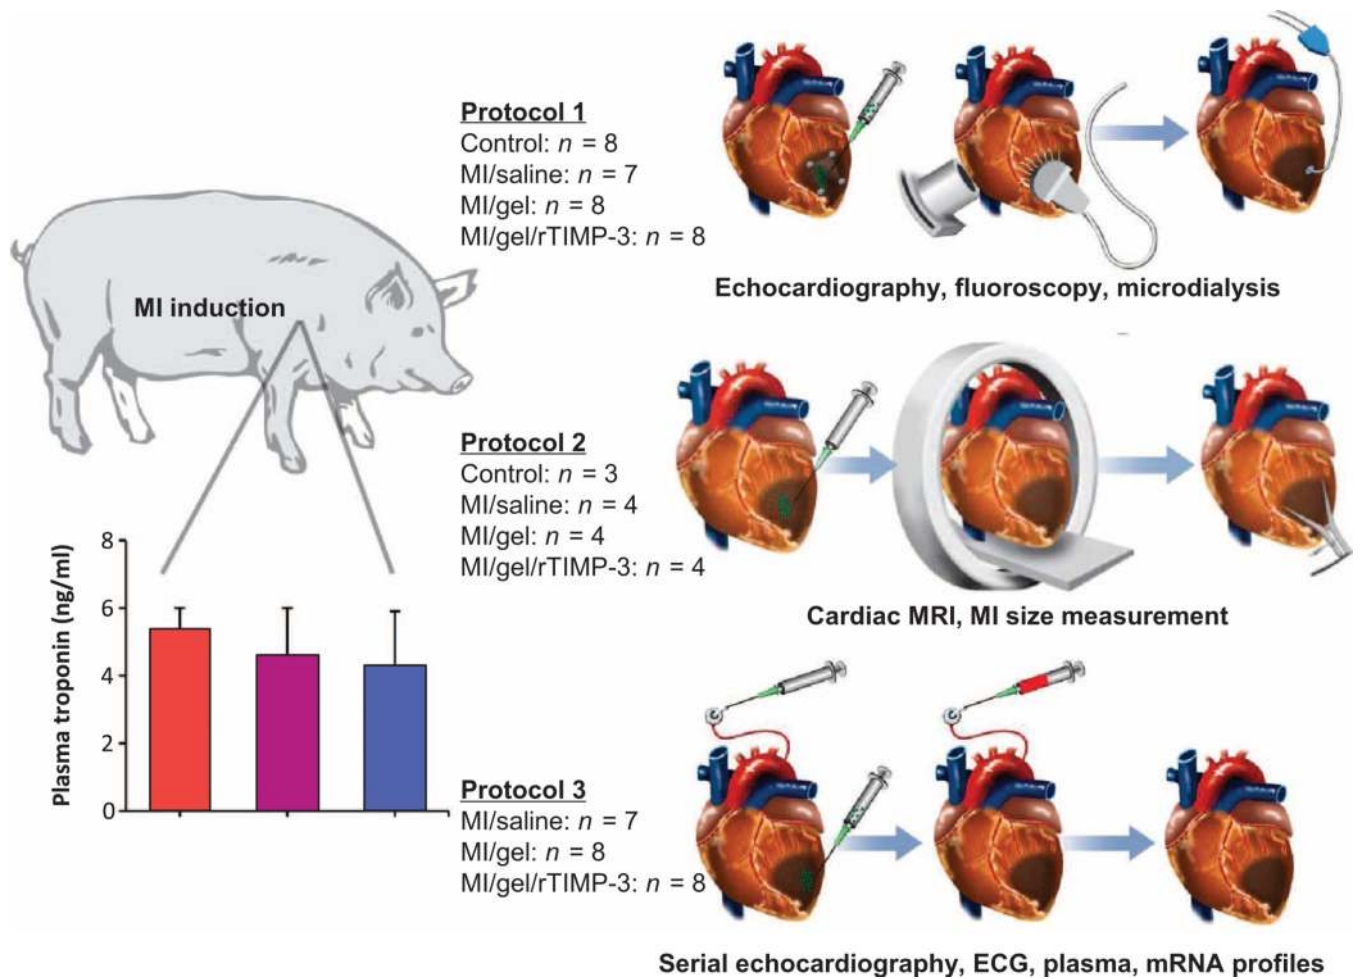 Protocol 1
Control: n = 8
MI/saline: n = 7
MI/gel: n = 8
MI/gel/rTIMP-3: n = 8
Echocardiography, fluoroscopy, microdialysis
MI induction
Protocol 2
Control: n = 3
MI/saline: n = 4
MI/gel: n = 4
MI/gel/rTIMP-3: n = 4
Cardiac MRI, MI size measurement
Plasma troponin (ng/ml)
8
6
4
2
0
Protocol 3
MI/saline: n = 7
MI/gel: n = 8
MI/gel/rTIMP-3: n = 8
Serial echocardiography, ECG, plasma, mRNA profiles